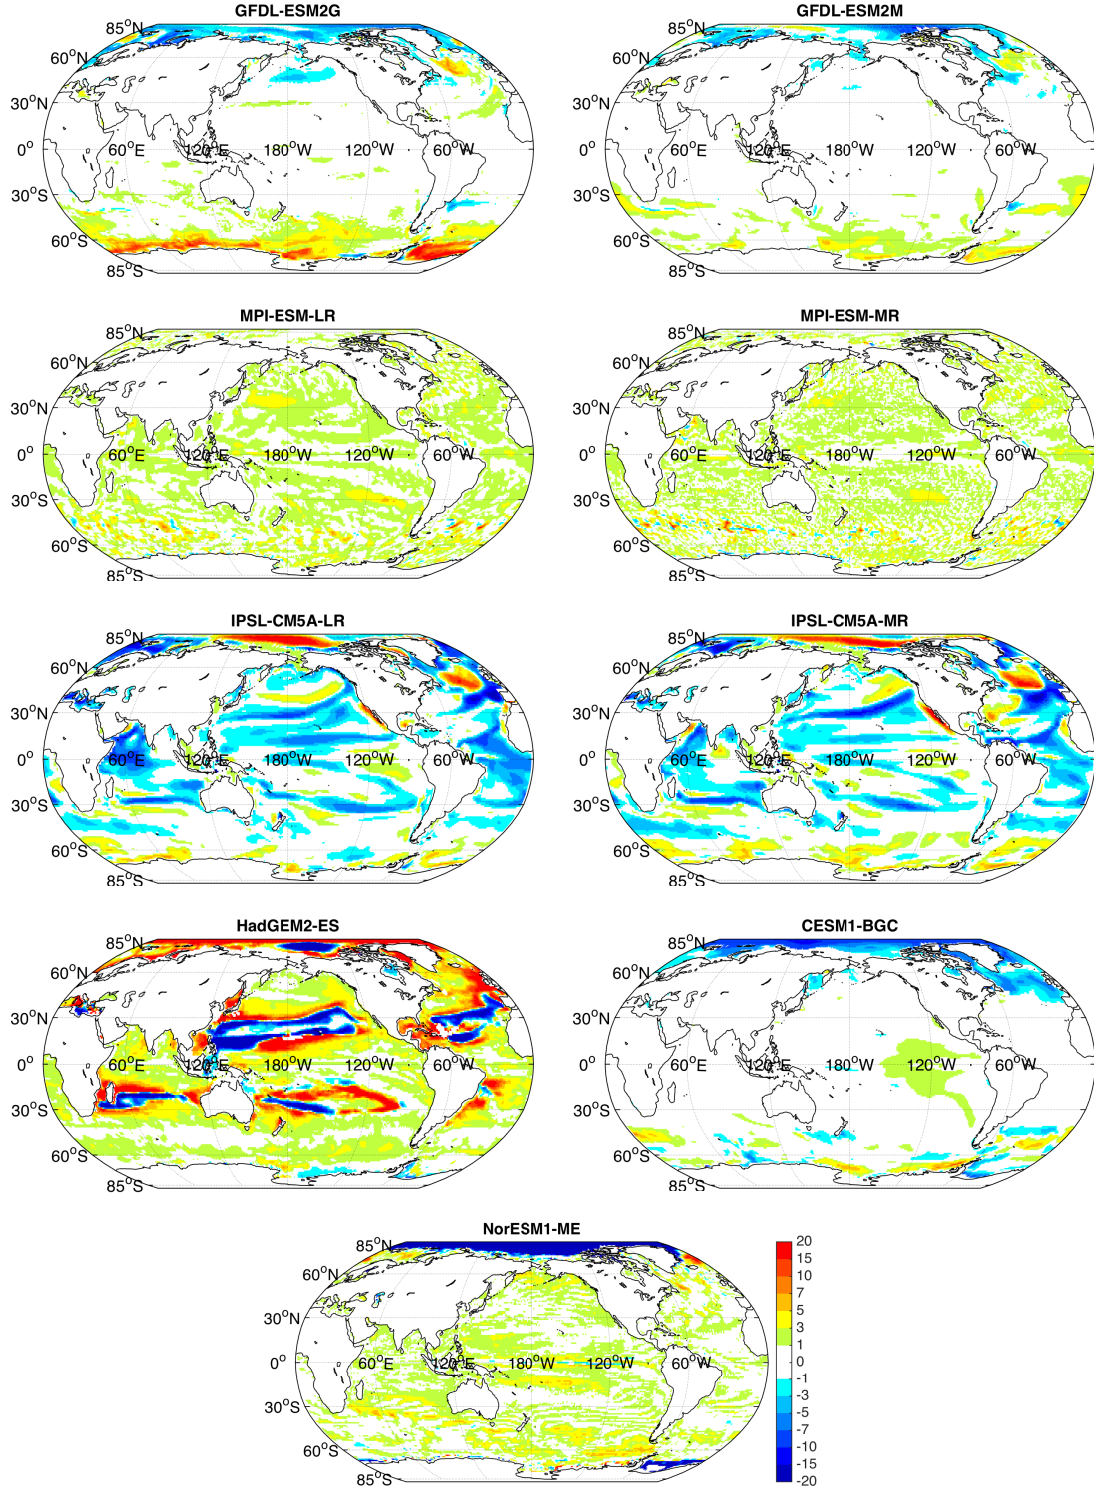 GFDL-ESM2G
85°N
60°N
30°N
0°
30°S
60°S
85°S
60°E 120°E 180°W 120°W 60°W
GFDL-ESM2M
85°N
60°N
30°N
0°
30°S
60°S
85°S
60°E 120°E 180°W 120°W 60°W
MPI-ESM-LR
85°N
60°N
30°N
0°
30°S
60°S
85°S
60°E 120°E 180°W 120°W 60°W
MPI-ESM-MR
85°N
60°N
30°N
0°
30°S
60°S
85°S
60°E 120°E 180°W 120°W 60°W
IPSL-CM5A-LR
85°N
60°N
30°N
0°
30°S
60°S
85°S
60°E 120°E 180°W 120°W 60°W
IPSL-CM5A-MR
85°N
60°N
30°N
0°
30°S
60°S
85°S
60°E 120°E 180°W 120°W 60°W
HadGEM2-ES
85°N
60°N
30°N
0°
30°S
60°S
85°S
60°E 120°E 180°W 120°W 60°W
CESM1-BGC
85°N
60°N
30°N
0°
30°S
60°S
85°S
60°E 120°E 180°W 120°W 60°W
NorESM1-ME
85°N
60°N
30°N
0°
30°S
60°S
85°S
60°E 120°E 180°W 120°W 60°W
20
15
10
7
5
3
1
0
-1
-3
-5
-7
-10
-15
-20